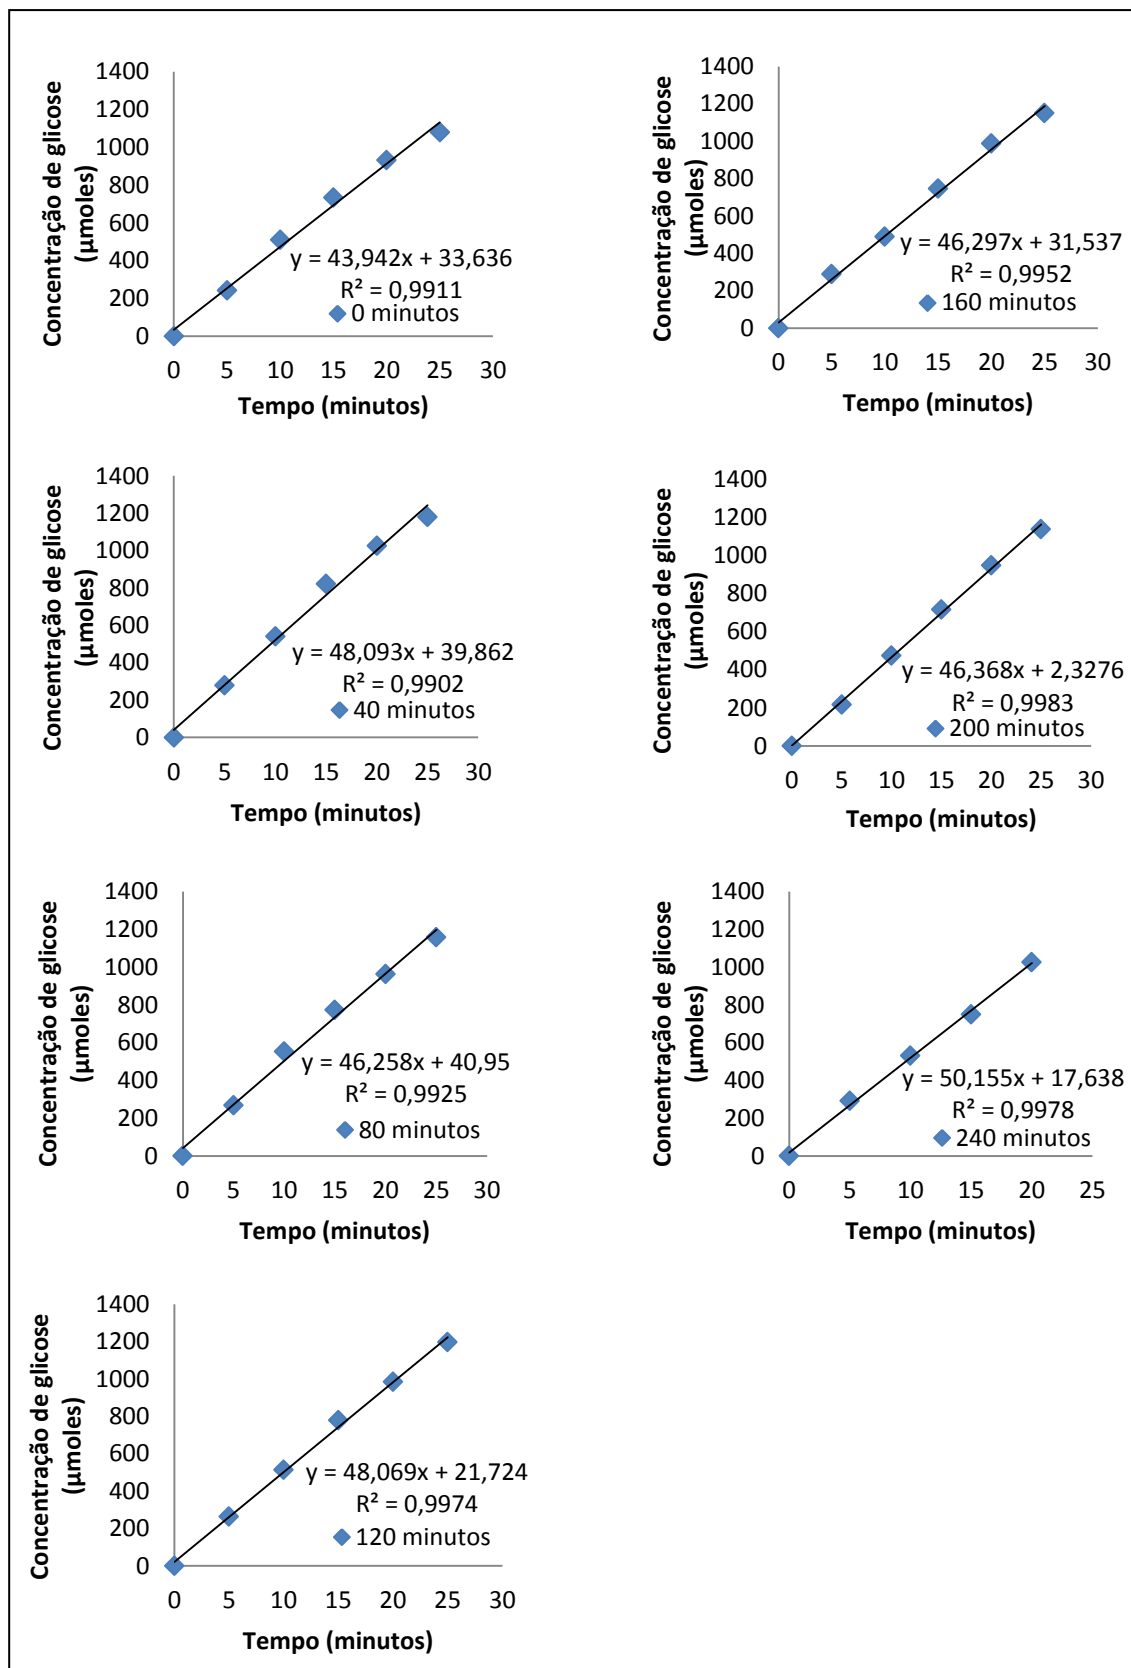 Concentração de glicose
(µmoles)
1400
1200
1000
800
600
400
200
0
y = 43,942x + 33,636
R² = 0,9911
0 minutos
0 5 10 15 20 25 30
Tempo (minutos)
Concentração de glicose
(µmoles)
1400
1200
1000
800
600
400
200
0
y = 46,297x + 31,537
R² = 0,9952
160 minutos
0 5 10 15 20 25 30
Tempo (minutos)
Concentração de glicose
(µmoles)
1400
1200
1000
800
600
400
200
0
y = 48,093x + 39,862
R² = 0,9902
40 minutos
0 5 10 15 20 25 30
Tempo (minutos)
Concentração de glicose
(µmoles)
1400
1200
1000
800
600
400
200
0
y = 46,368x + 2,3276
R² = 0,9983
200 minutos
0 5 10 15 20 25 30
Tempo (minutos)
Concentração de glicose
(µmoles)
1400
1200
1000
800
600
400
200
0
y = 46,258x + 40,95
R² = 0,9925
80 minutos
0 5 10 15 20 25 30
Tempo (minutos)
Concentração de glicose
(µmoles)
1400
1200
1000
800
600
400
200
0
y = 50,155x + 17,638
R² = 0,9978
240 minutos
0 5 10 15 20 25
Tempo (minutos)
Concentração de glicose
(µmoles)
1400
1200
1000
800
600
400
200
0
y = 48,069x + 21,724
R² = 0,9974
120 minutos
0 5 10 15 20 25 30
Tempo (minutos)